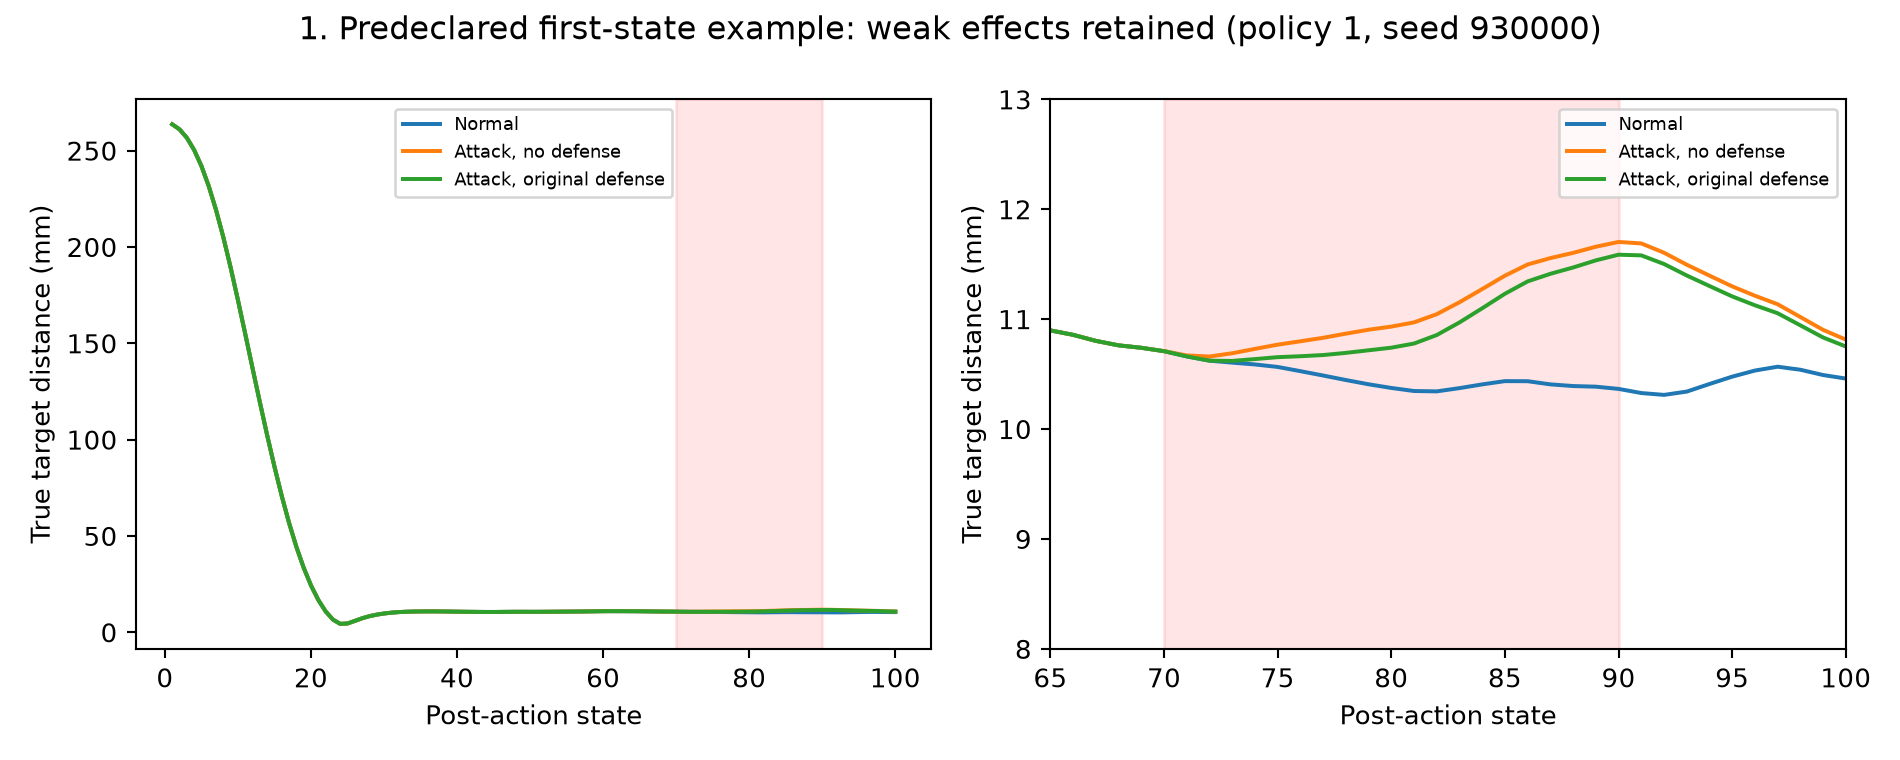 1. Predeclared first-state example: weak effects retained (policy 1, seed 930000)
True target distance (mm)
250
200
150
100
50
0
Normal
Attack, no defense
Attack, original defense
0 20 40 60 80 100
Post-action state
True target distance (mm)
13
12
11
10
9
8
Normal
Attack, no defense
Attack, original defense
65 70 75 80 85 90 95 100
Post-action state